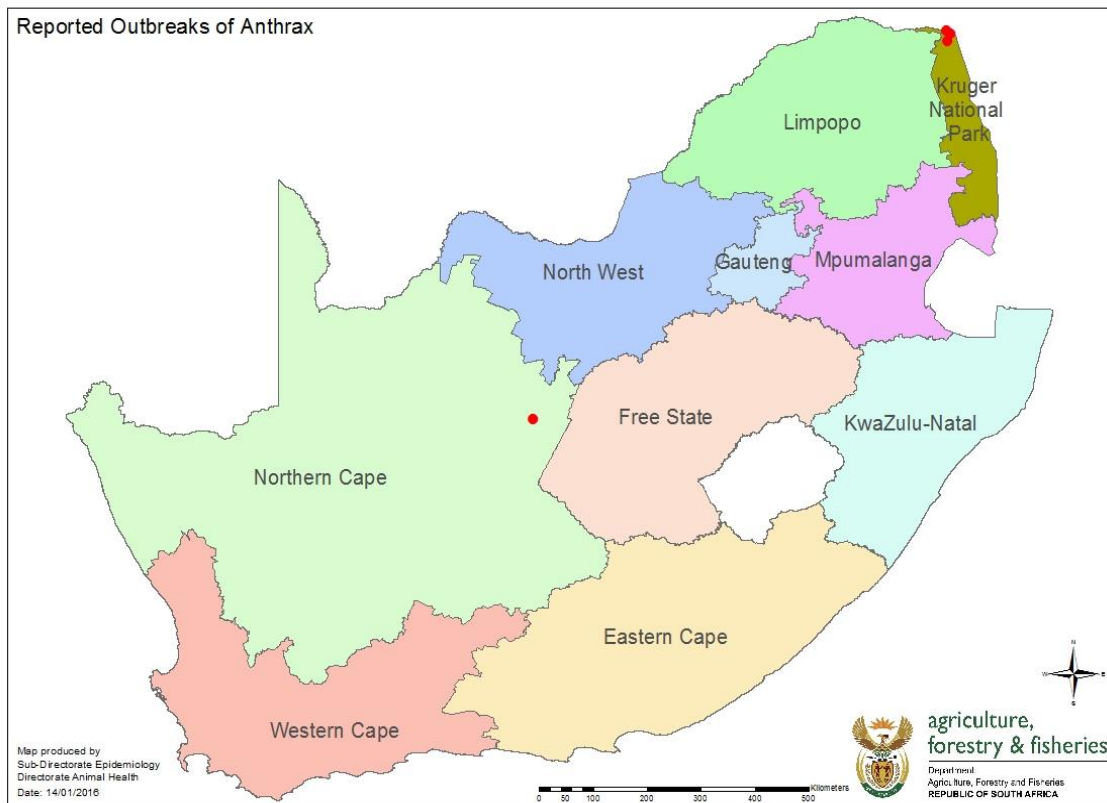 Reported Outbreaks of Anthrax
Kruger
National
Park
Limpopo
North West
Gauteng
Mpumalanga
Free State
KwaZulu-Natal
Northern Cape
Eastern Cape
Western Cape
N
W
E
S
Map produced by
Sub-Directorate Epidemiology
Directorate Animal Health
Date: 14/01/2016
Kilometers
0 50 100 200 300 400 500
agriculture,
forestry & fisheries
Department:
Agriculture, Forestry and Fisheries
REPUBLIC OF SOUTH AFRICA